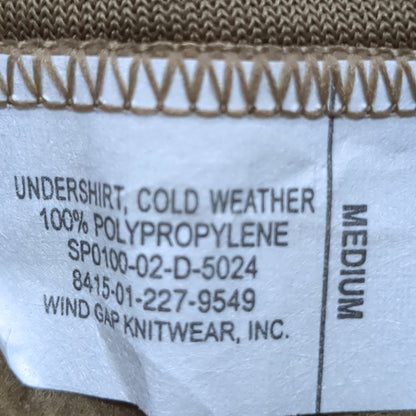 UNDERSHIRT, COLD WEATHER
100% POLYPROPYLENE
SP0100-02-D-5024
8415-01-227-9549
WIND GAP KNITWEAR, INC.
MEDIUM